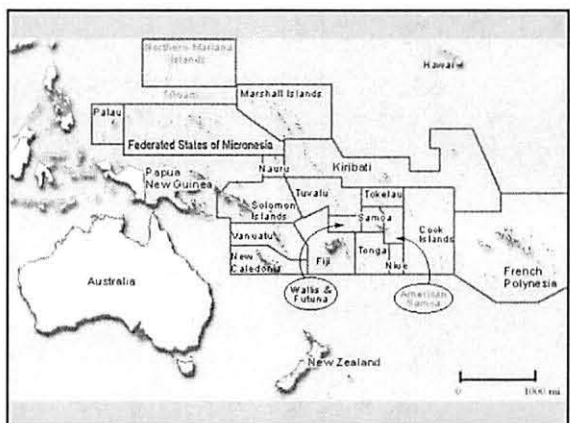 Northern Mariana
Islands
Hawaii
Guam
Marshall Islands
Palau
Federated States of Micronesia
Nauru
Kiribati
Papua
New Guinea
Tuvalu
Tokelau
Solomon
Islands
Samoa
Cook
Islands
Vanuatu
New
Caledonia
Fiji
Tonga
Niue
French
Polynesia
Australia
Wallis &
Futuna
American
Samoa
New Zealand
0 1000 mi.